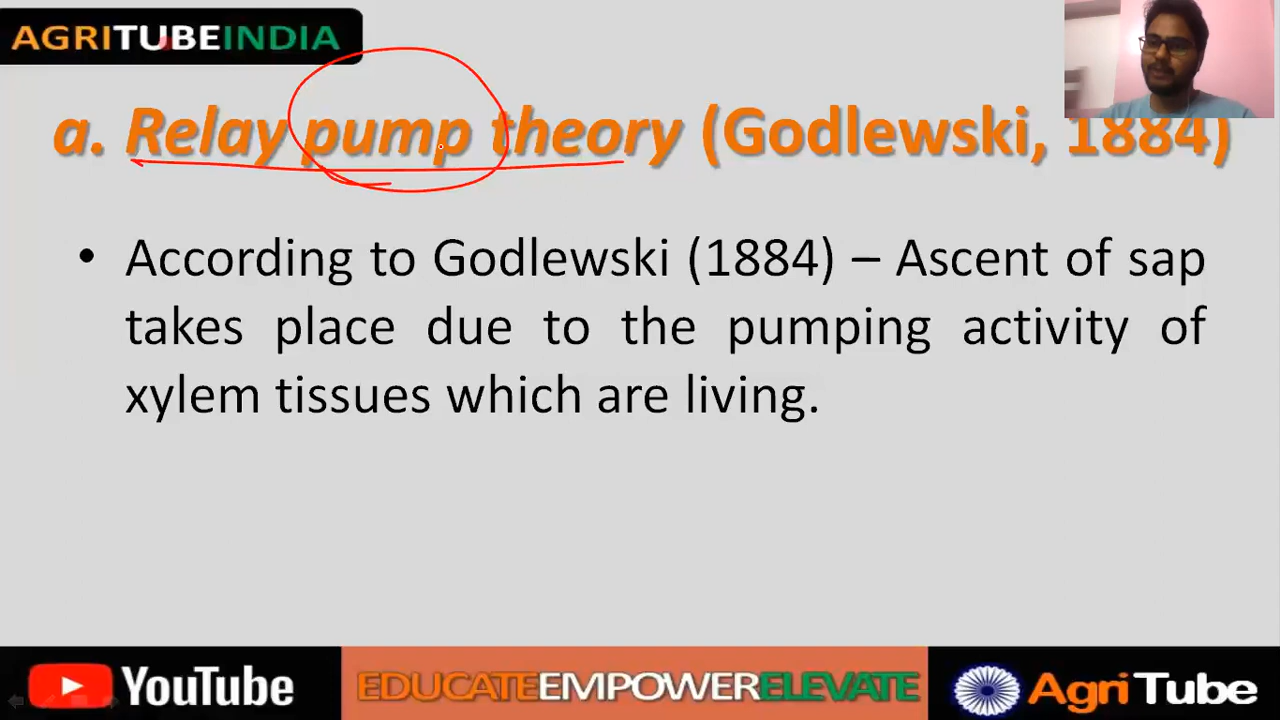 AGRITUBEINDIA
a. Relay pump theory (Godlewski, 1884)
• According to Godlewski (1884) – Ascent of sap
takes place due to the pumping activity of
xylem tissues which are living.
YouTube EDUCATEEMPOWERELEVATE AgriTube